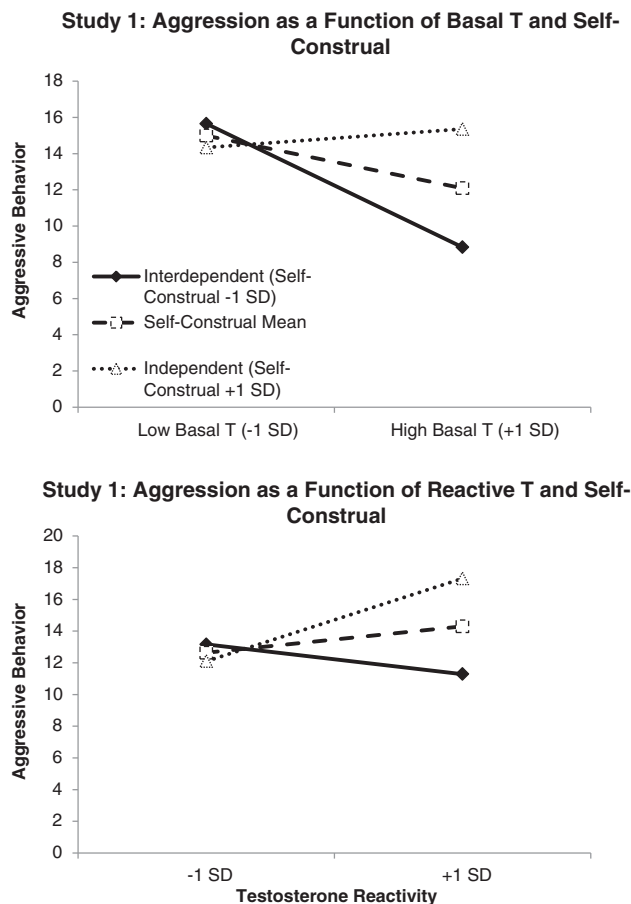 Study 1: Aggression as a Function of Basal T and Self-
Construal
18
16
14
12
10
8
6
4
2
0
Aggressive Behavior
Interdependent (Self-
Construal -1 SD)
Self-Construal Mean
Independent (Self-
Construal +1 SD)
Low Basal T (-1 SD)
High Basal T (+1 SD)
Study 1: Aggression as a Function of Reactive T and Self-
Construal
20
18
16
14
12
10
8
6
4
2
0
Aggressive Behavior
-1 SD
+1 SD
Testosterone Reactivity